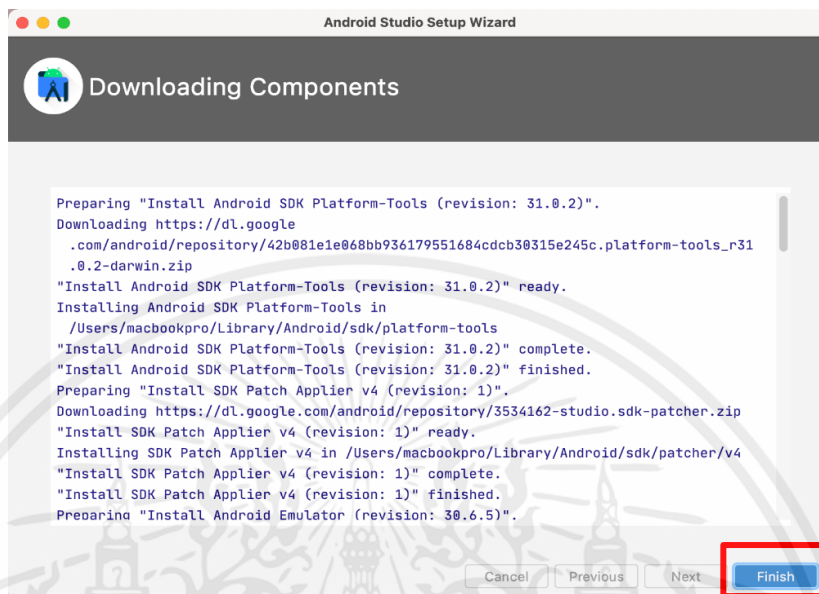 Android Studio Setup Wizard
Downloading Components
Preparing "Install Android SDK Platform-Tools (revision: 31.0.2)".
Downloading https://dl.google
.com/android/repository/42b081e1e068bb936179551684cdcb30315e245c.platform-tools_r31
.0.2-darwin.zip
"Install Android SDK Platform-Tools (revision: 31.0.2)" ready.
Installing Android SDK Platform-Tools in
/Users/macbookpro/Library/Android/sdk/platform-tools
"Install Android SDK Platform-Tools (revision: 31.0.2)" complete.
"Install Android SDK Platform-Tools (revision: 31.0.2)" finished.
Preparing "Install SDK Patch Applier v4 (revision: 1)".
Downloading https://dl.google.com/android/repository/3534162-studio.sdk-patcher.zip
"Install SDK Patch Applier v4 (revision: 1)" ready.
Installing SDK Patch Applier v4 in /Users/macbookpro/Library/Android/sdk/patcher/v4
"Install SDK Patch Applier v4 (revision: 1)" complete.
"Install SDK Patch Applier v4 (revision: 1)" finished.
Preparing "Install Android Emulator (revision: 30.6.5)".
Cancel Previous Next Finish